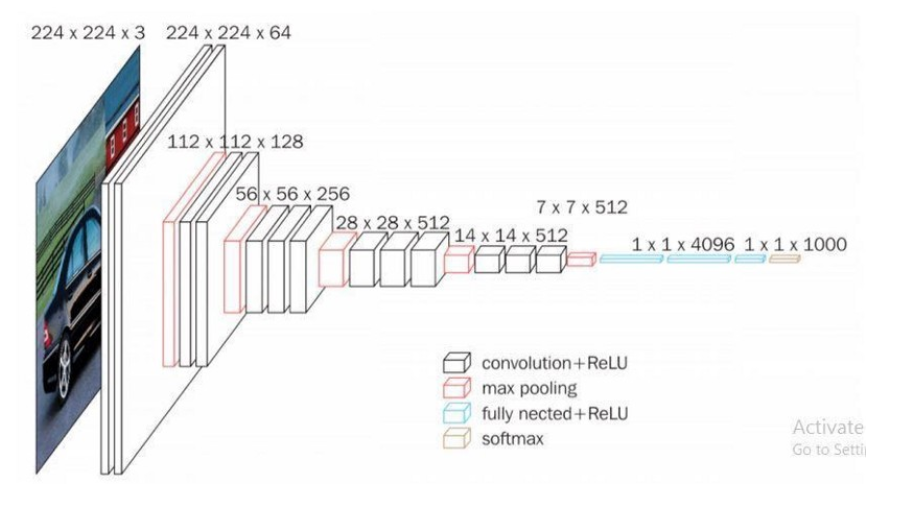 224 x 224 x 3
224 x 224 x 64
112 x 112 x 128
56 x 56 x 256
28 x 28 x 512
7 x 7 x 512
14 x 14 x 512
1 x 1 x 4096
1 x 1 x 1000
convolution+ReLU
max pooling
fully nected+ReLU
softmax
Activate
Go to Setti